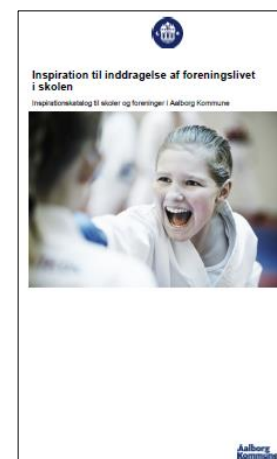 Inspiration til inddragelse af foreningslivet
i skolen
Inspirationskatalog til skoler og foreninger i Aalborg Kommune
Aalborg
Kommune